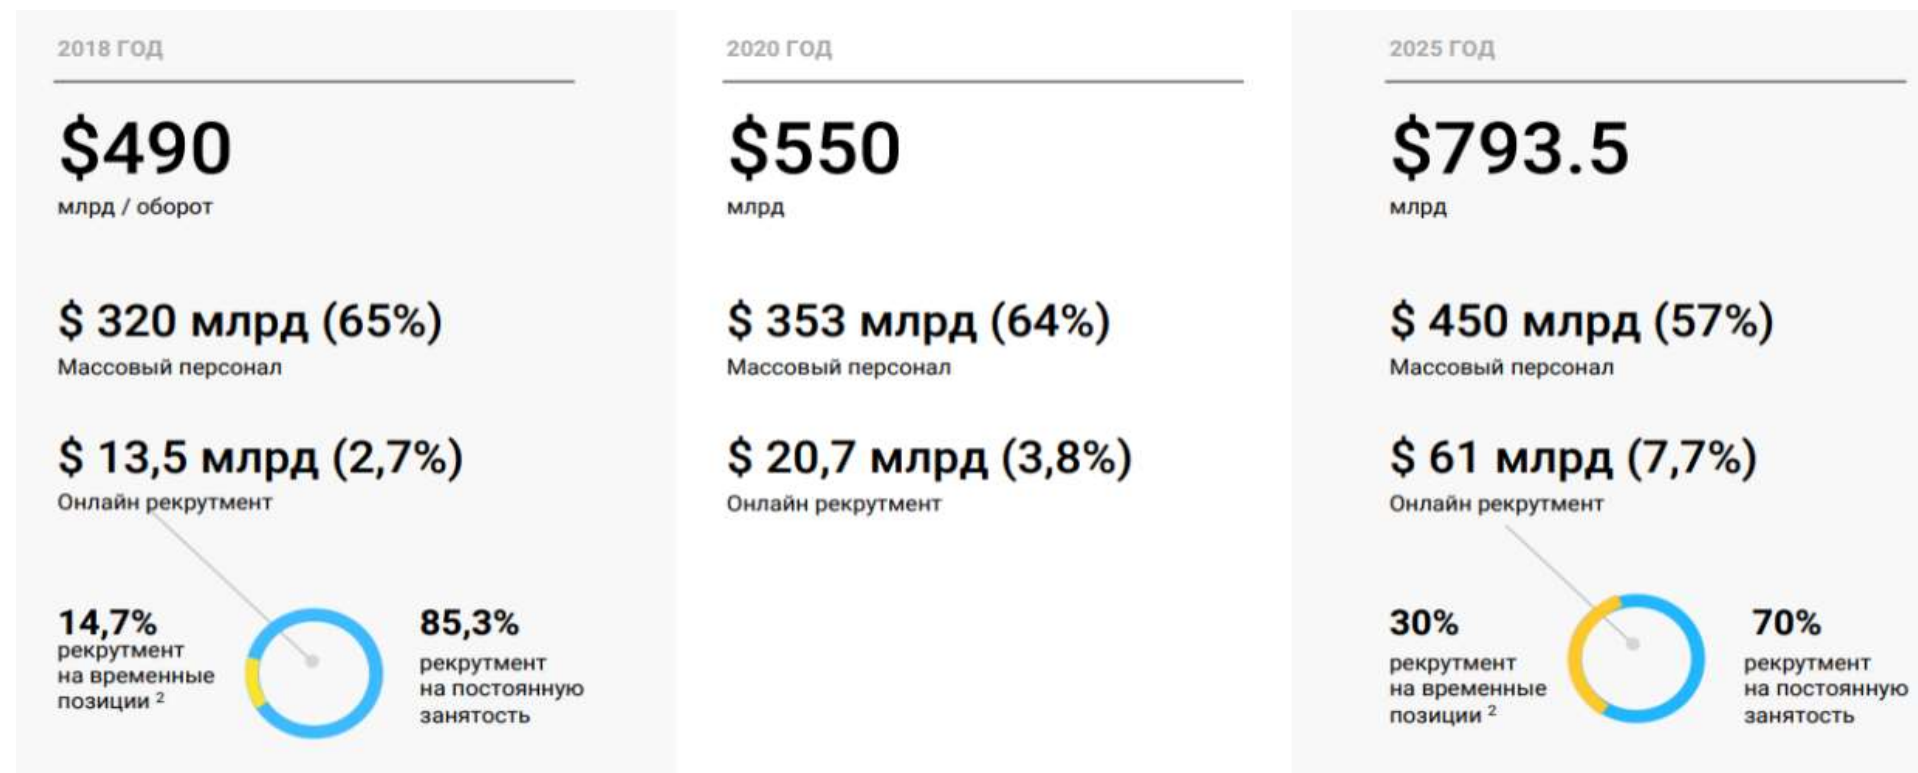 2018 ГОД
$490
млрд / оборот
$ 320 млрд (65%)
Массовый персонал
$ 13,5 млрд (2,7%)
Онлайн рекрутмент
14,7%
рекрутмент
на временные
позиции ²
85,3%
рекрутмент
на постоянную
занятость
2020 ГОД
$550
млрд
$ 353 млрд (64%)
Массовый персонал
$ 20,7 млрд (3,8%)
Онлайн рекрутмент
2025 ГОД
$793.5
млрд
$ 450 млрд (57%)
Массовый персонал
$ 61 млрд (7,7%)
Онлайн рекрутмент
30%
рекрутмент
на временные
позиции ²
70%
рекрутмент
на постоянную
занятость